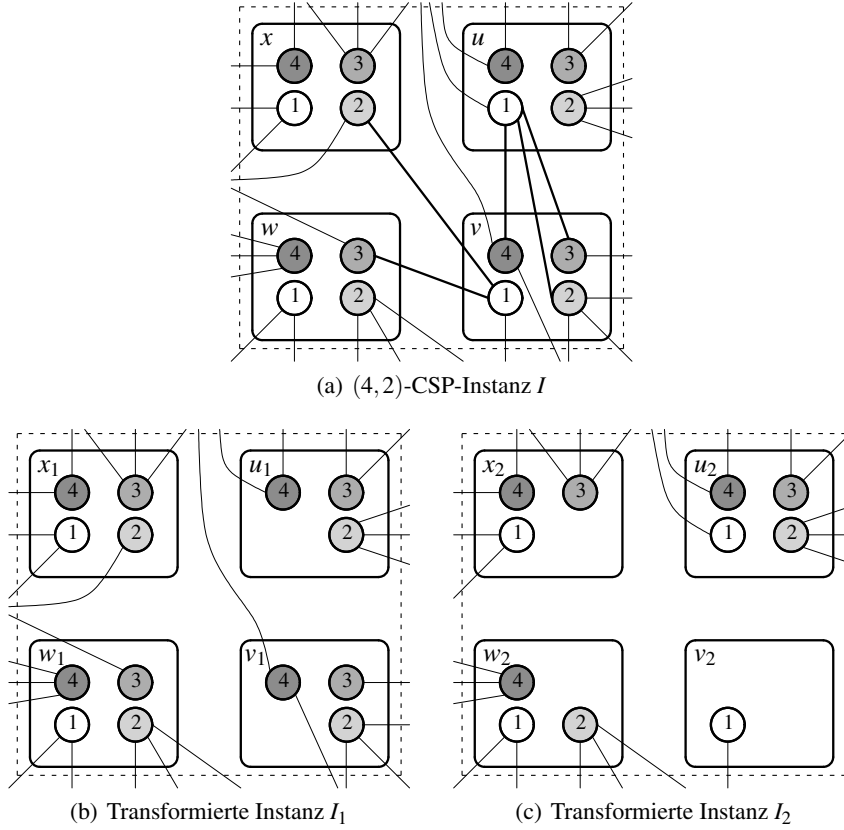 x u
4 3 4 3
1 2 1 2
w v
4 3 4 3
1 2 1 2
(a) (4,2)-CSP-Instanz I
x₁ u₁ x₂ u₂
4 3 4 3 4 3 4 3
1 2 2 1 1 2
w₁ v₁ w₂ v₂
4 3 4 3 4
1 2 2 1 2 1
(b) Transformierte Instanz I₁ (c) Transformierte Instanz I₂